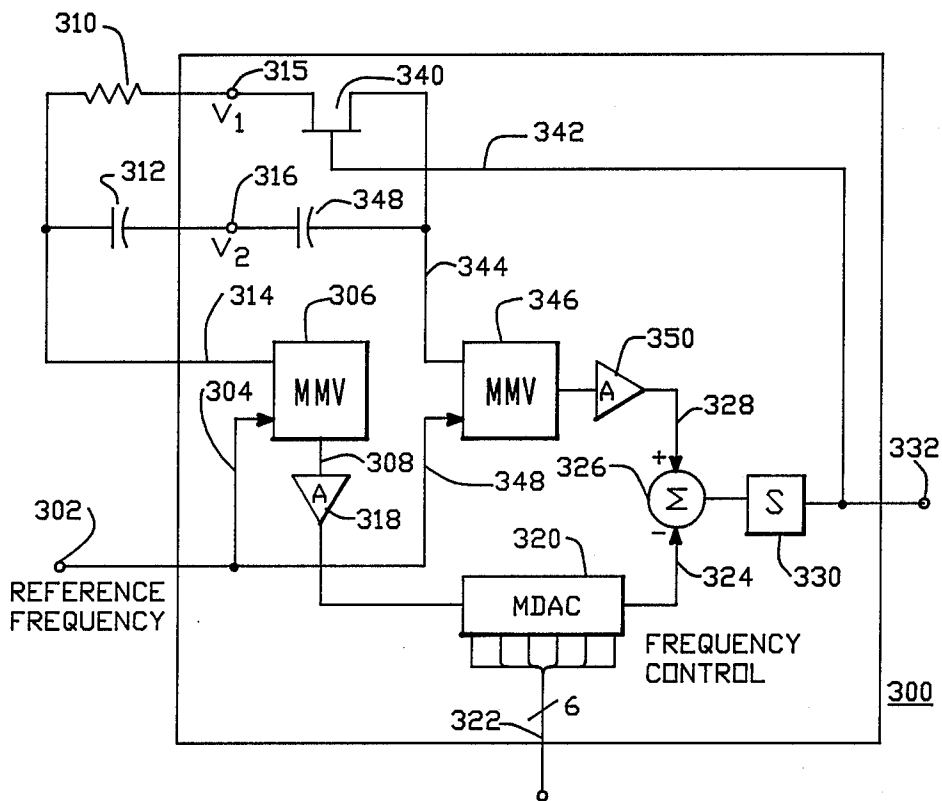 310
315
340
V1
342
312
316
348
V2
344
314
306
346
350
MMV
MMV
A
304
328
308
348
326
+
Σ
S
332
302
A
318
−
320
324
330
REFERENCE
FREQUENCY
MDAC
FREQUENCY
CONTROL
300
322
6